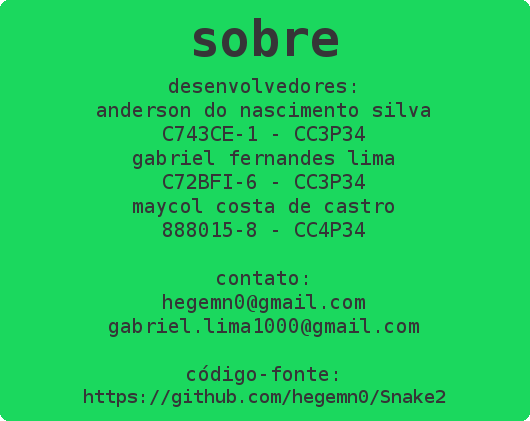 sobre
desenvolvedores:
anderson do nascimento silva
C743CE-1 - CC3P34
gabriel fernandes lima
C72BFI-6 - CC3P34
maycol costa de castro
888015-8 - CC4P34
contato:
hegemn0@gmail.com
gabriel.lima1000@gmail.com
código-fonte:
https://github.com/hegemn0/Snake2